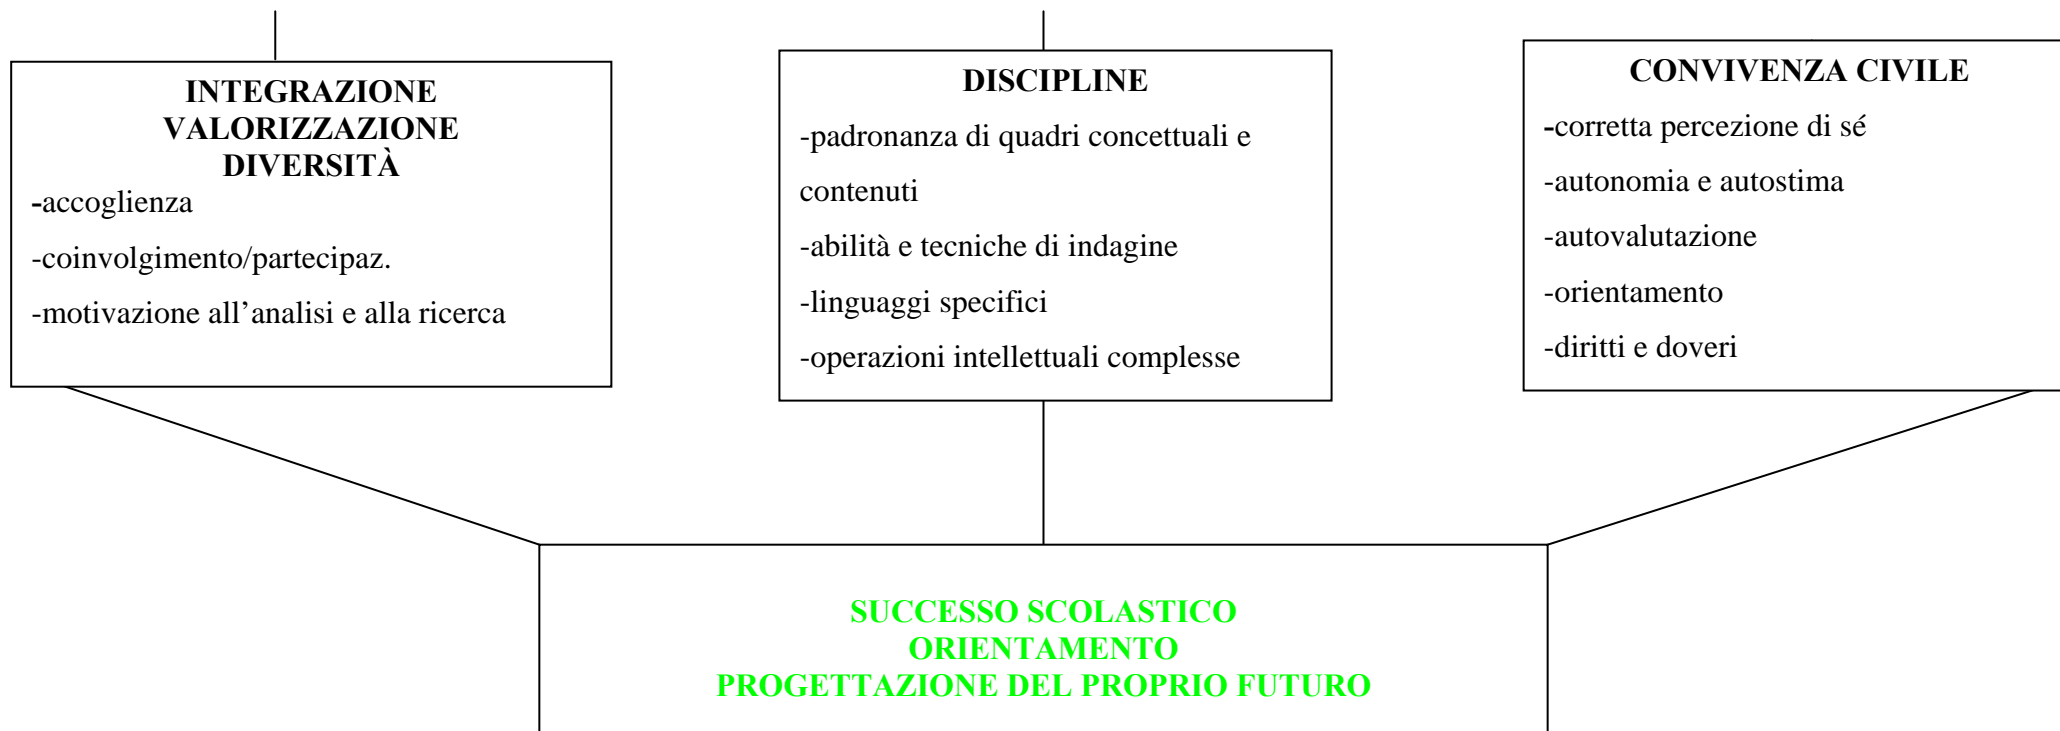 INTEGRAZIONE
VALORIZZAZIONE
DIVERSITÀ
-accoglienza
-coinvolgimento/partecipaz.
-motivazione all’analisi e alla ricerca
DISCIPLINE
-padronanza di quadri concettuali e
contenuti
-abilità e tecniche di indagine
-linguaggi specifici
-operazioni intellettuali complesse
CONVIVENZA CIVILE
-corretta percezione di sé
-autonomia e autostima
-autovalutazione
-orientamento
-diritti e doveri
SUCCESSO SCOLASTICO
ORIENTAMENTO
PROGETTAZIONE DEL PROPRIO FUTURO